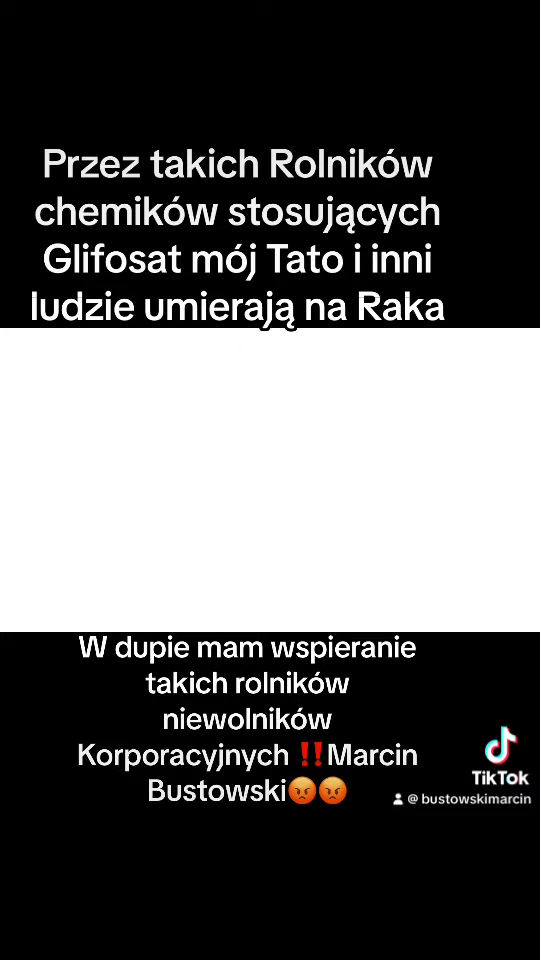 Przez takich Rolników
chemików stosujących
Glifosat mój Tato i inni
ludzie umierają na Raka
W dupie mam wspieranie
takich rolników
niewolników
Korporacyjnych ‼️Marcin
Bustowski😡😡
TikTok
@ bustowskimarcin